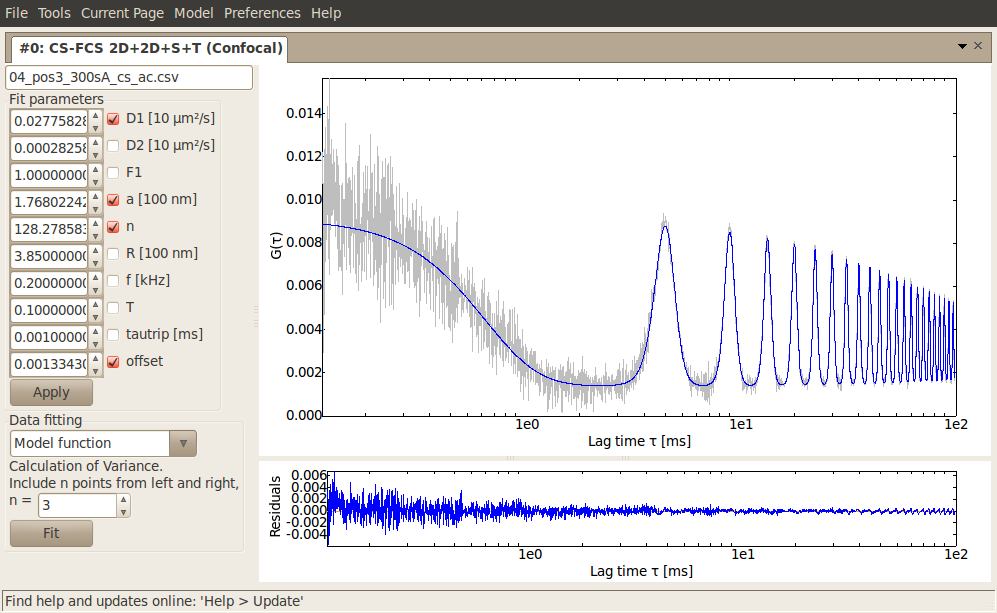 File Tools Current Page Model Preferences Help
#0: CS-FCS 2D+2D+S+T (Confocal)
04_pos3_300sA_cs_ac.csv
Fit parameters
0.02775828 D1 [10 µm²/s]
0.00028258 D2 [10 µm²/s]
1.00000000 F1
1.76802242 a [100 nm]
128.278583 n
3.85000000 R [100 nm]
0.20000000 f [kHz]
0.10000000 T
0.00100000 tautrip [ms]
0.00133430 offset
Apply
Data fitting
Model function
Calculation of Variance.
Include n points from left and right,
n = 3
Fit
G(τ)
0.014
0.012
0.010
0.008
0.006
0.004
0.002
0.000
1e0 1e1 1e2
Lag time τ [ms]
Residuals
0.006
0.004
0.002
0.000
-0.002
-0.004
1e0 1e1 1e2
Lag time τ [ms]
Find help and updates online: 'Help > Update'